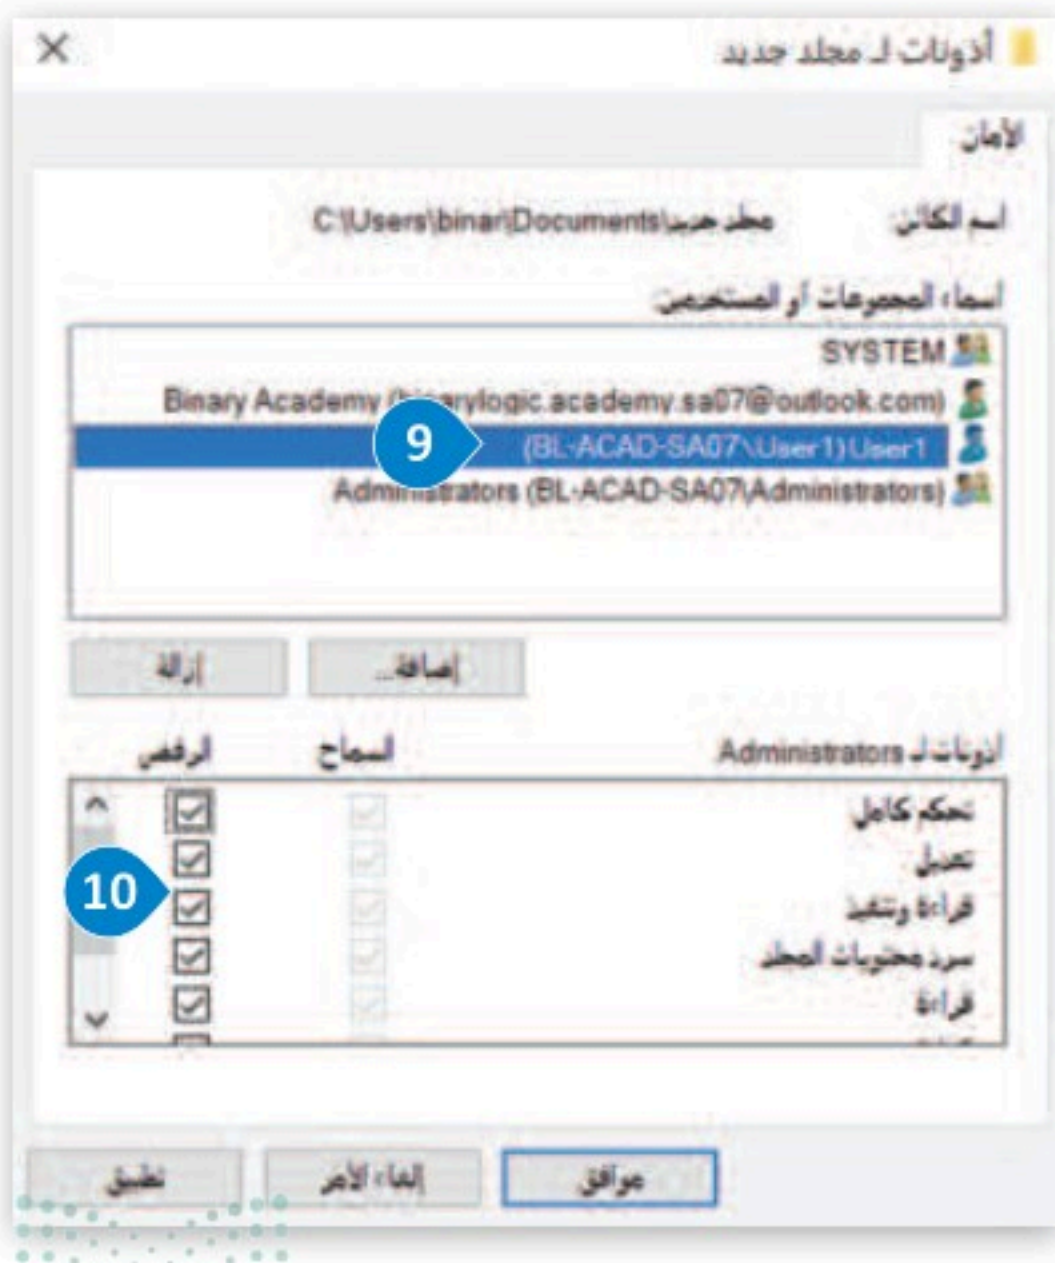 أذونات لـ مجلد جديد
الأمان
اسم الكائن: C:\Users\binar\Documents\مجلد جديد
أسماء المجموعات أو المستخدمين:
SYSTEM
Binary Academy (binarylogic.academy.sa07@outlook.com)
9
(BL-ACAD-SA07\User1) User1
Administrators (BL-ACAD-SA07\Administrators)
إضافة... إزالة
أذونات لـ Administrators السماح الرفض
تحكم كامل
تعديل
10
قراءة وتنفيذ
سرد محتويات المجلد
قراءة
موافق إلغاء الأمر تطبيق